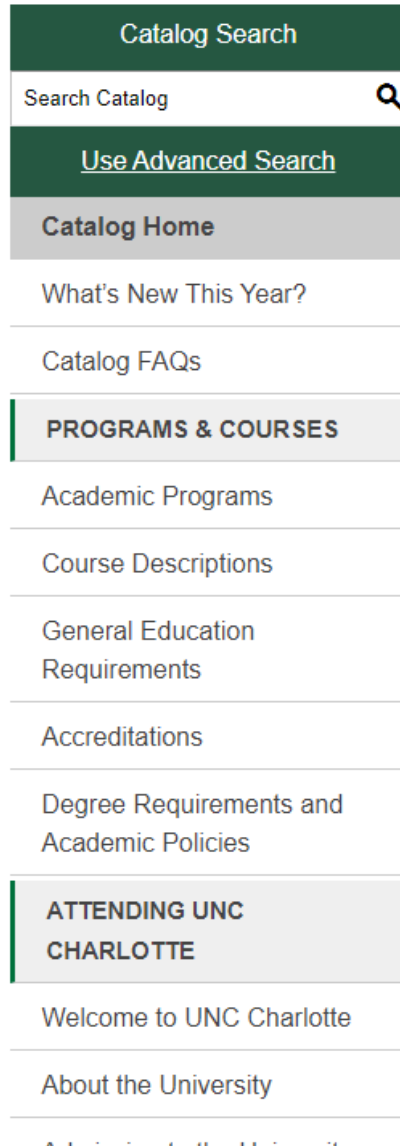 Catalog Search
Search Catalog
Use Advanced Search
Catalog Home
What's New This Year?
Catalog FAQs
PROGRAMS & COURSES
Academic Programs
Course Descriptions
General Education
Requirements
Accreditations
Degree Requirements and
Academic Policies
ATTENDING UNC
CHARLOTTE
Welcome to UNC Charlotte
About the University